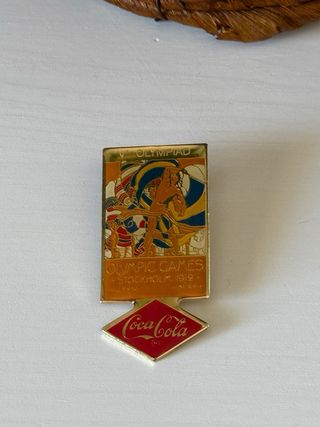 V OLYMPIAD
OLYMPIC GAMES
STOCKHOLM 1912
Coca-Cola